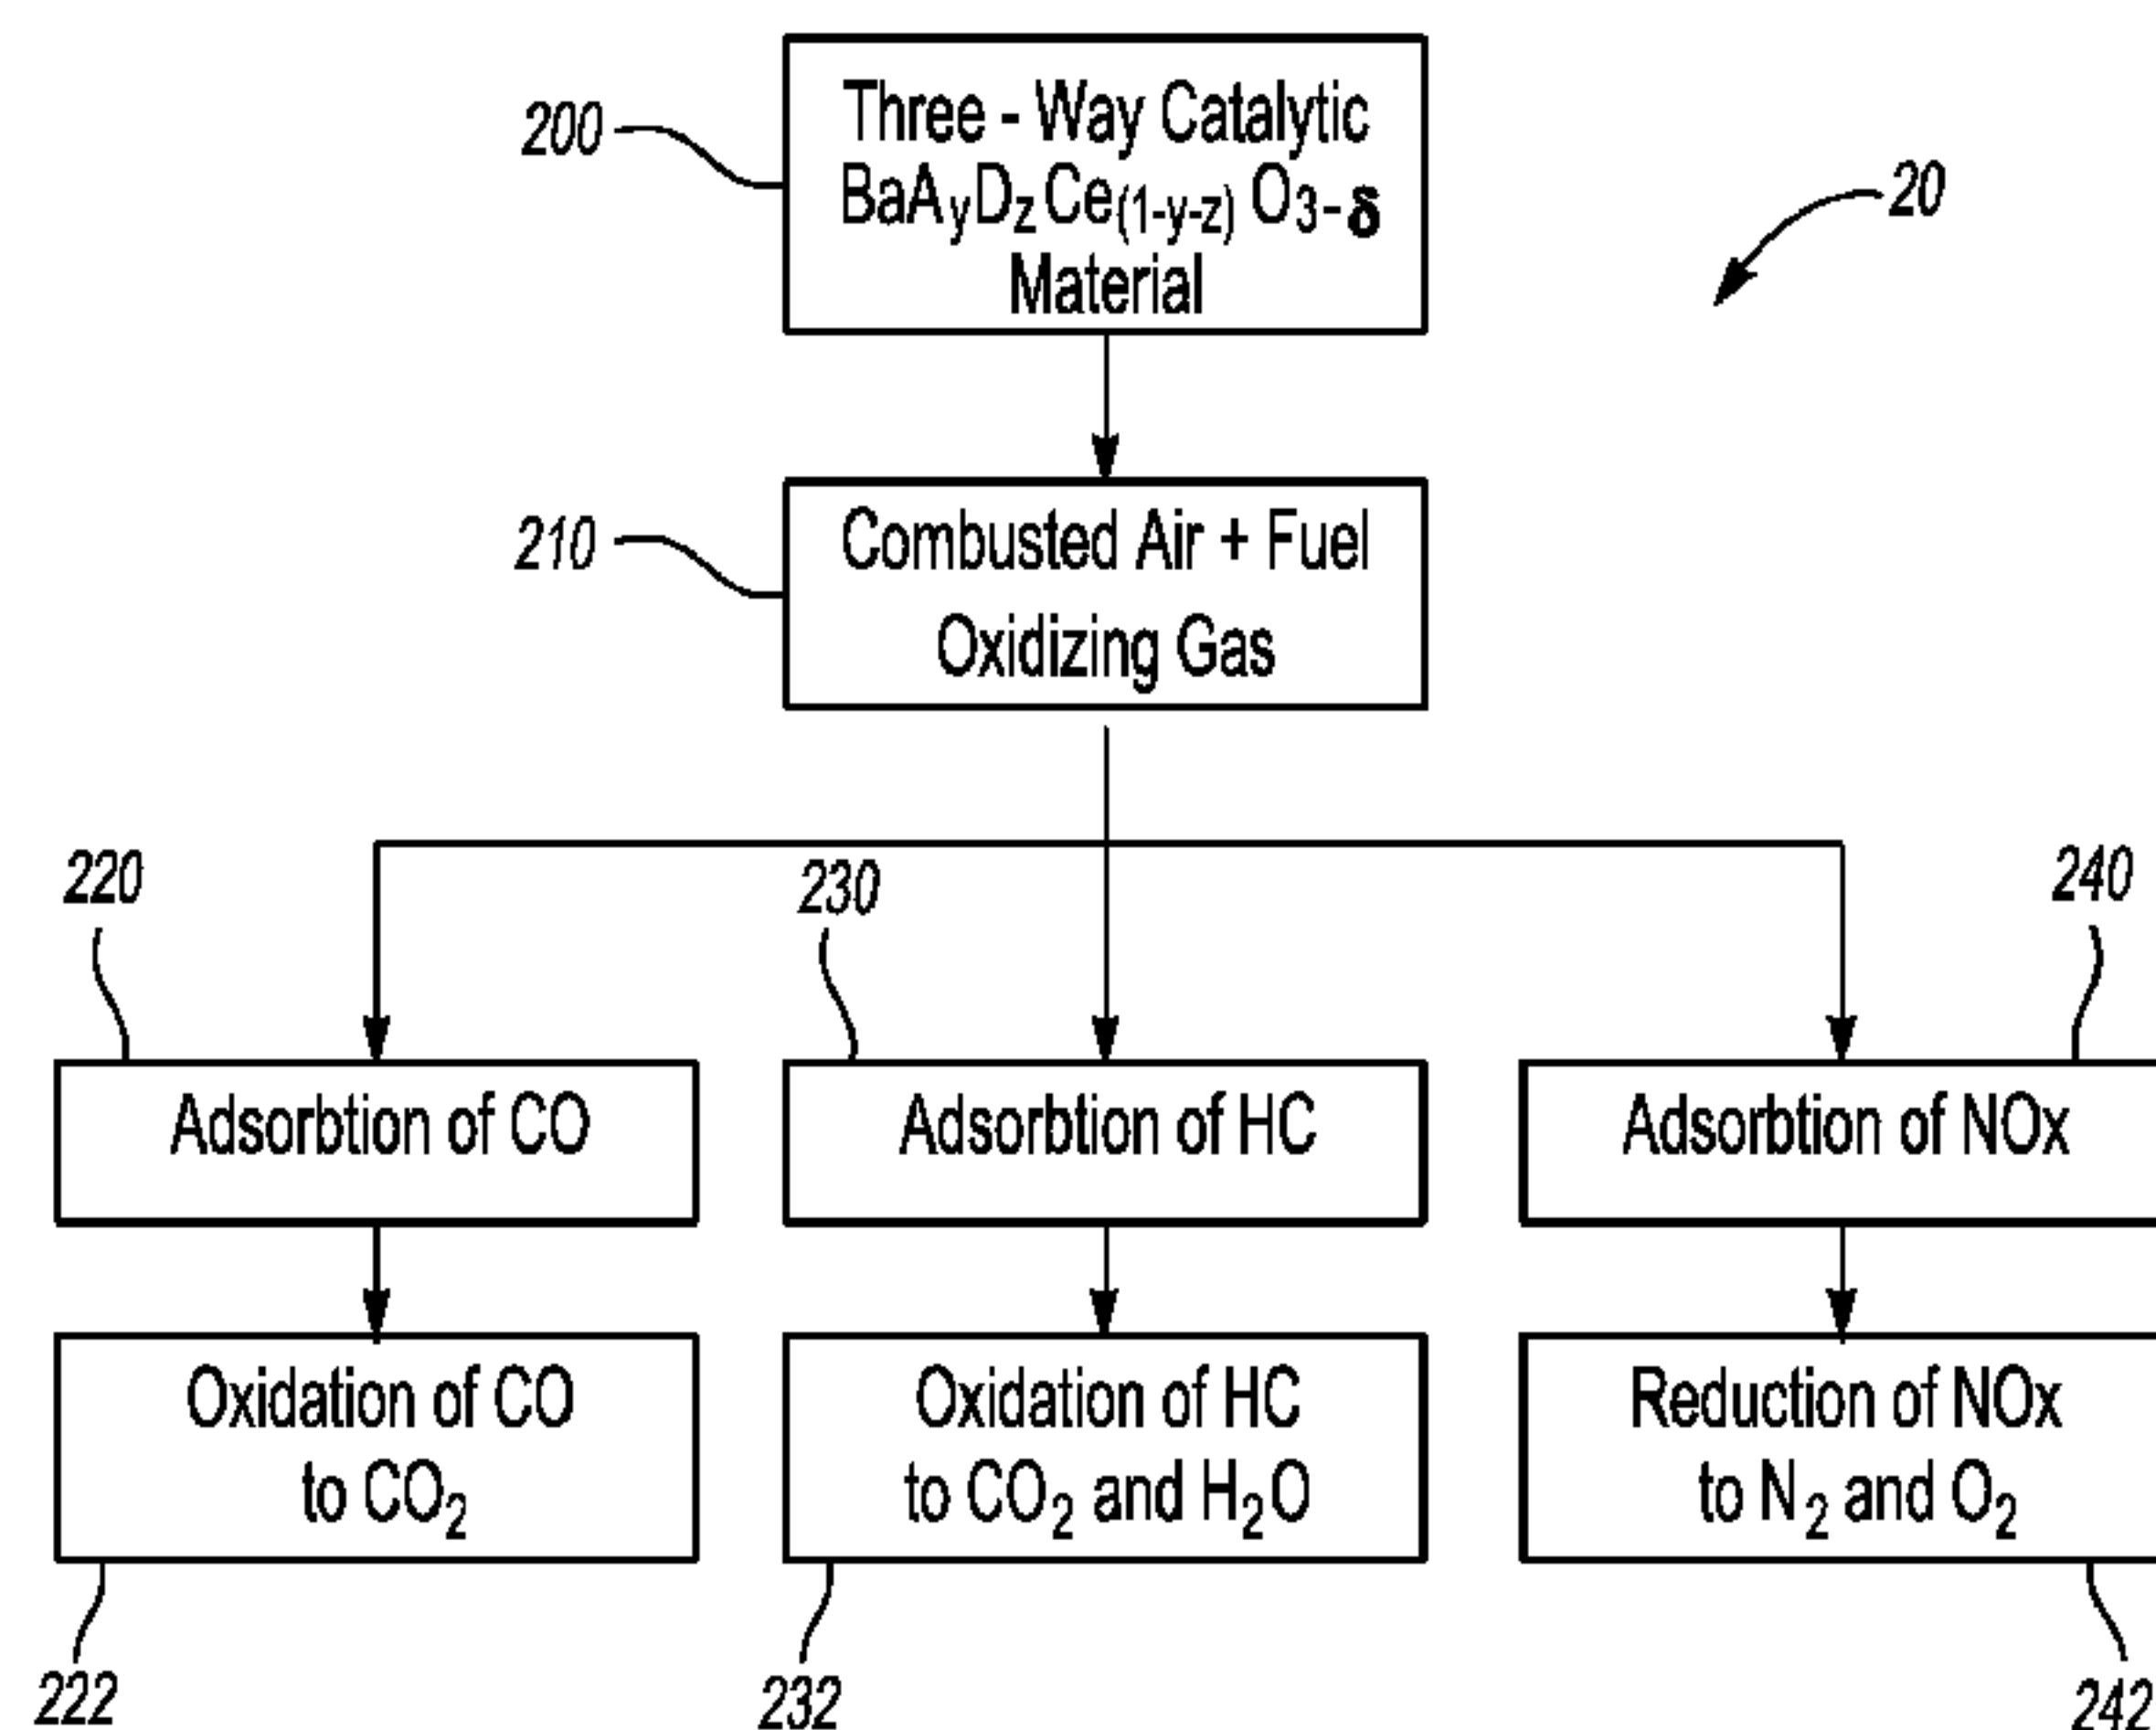 200
Three - Way Catalytic
BaA_yD_zCe_(1-y-z)O_3-δ
Material
20
210
Combusted Air + Fuel
Oxidizing Gas
220
230
240
Adsorbtion of CO
Adsorbtion of HC
Adsorbtion of NOx
Oxidation of CO
to CO₂
Oxidation of HC
to CO₂ and H₂O
Reduction of NOx
to N₂ and O₂
222
232
242